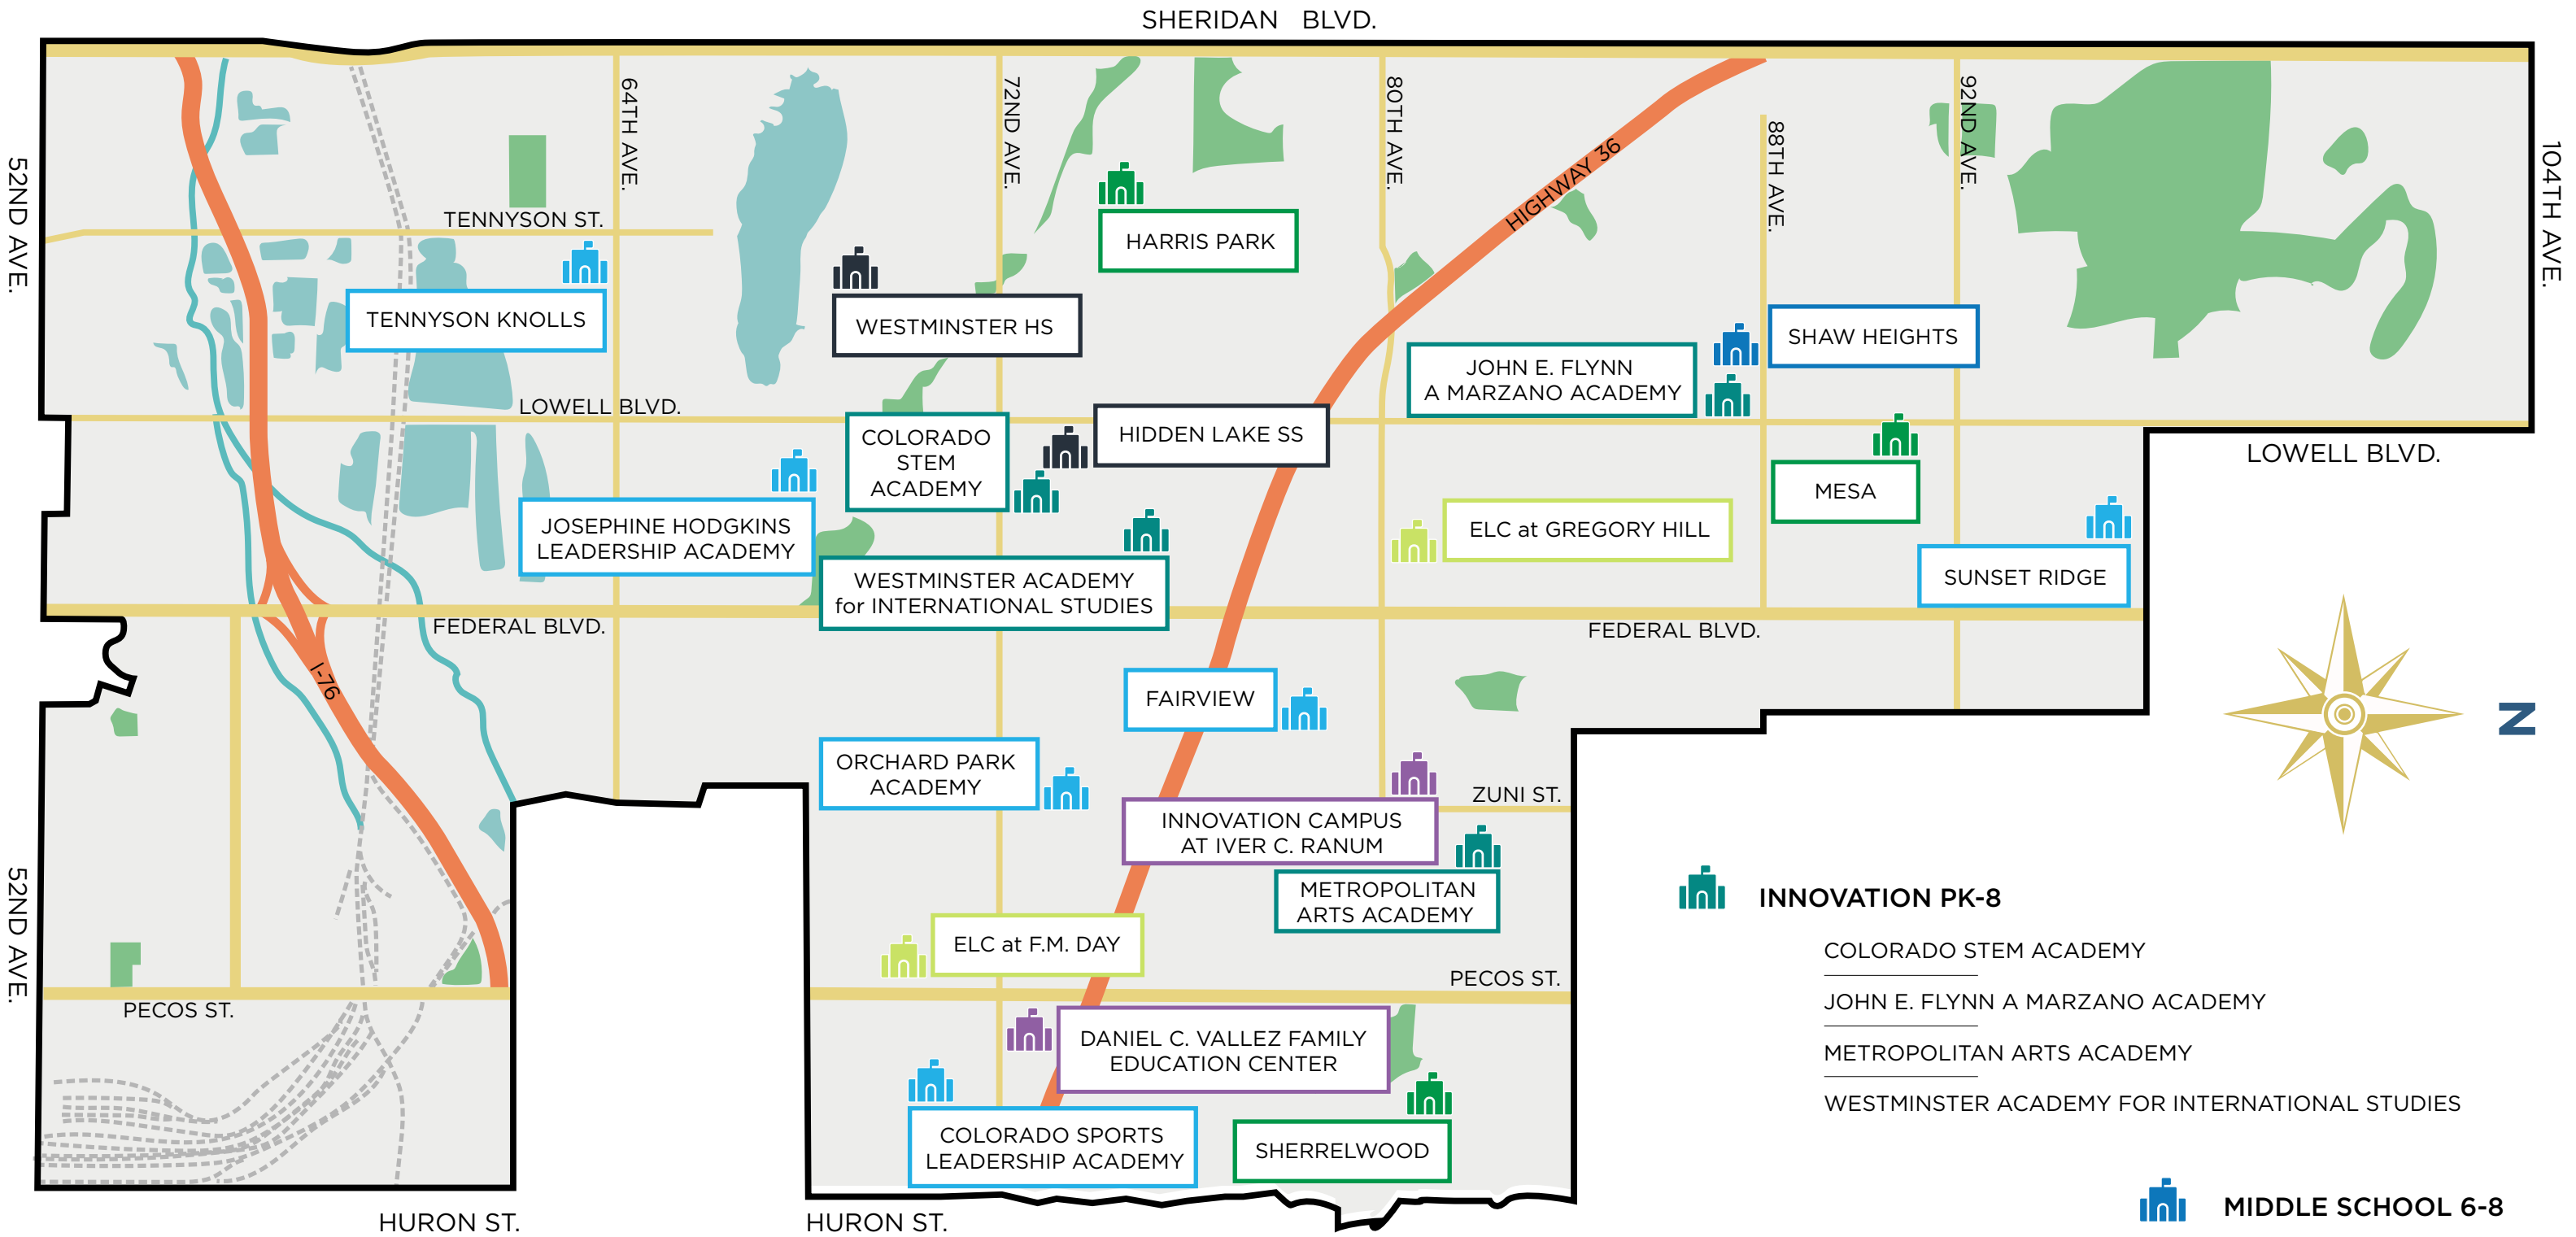 SHERIDAN BLVD.
52ND AVE.
64TH AVE.
72ND AVE.
80TH AVE.
HIGHWAY 36
88TH AVE.
92ND AVE.
104TH AVE.
TENNYSON ST.
HARRIS PARK
TENNYSON KNOLLS
WESTMINSTER HS
SHAW HEIGHTS
JOHN E. FLYNN
A MARZANO ACADEMY
LOWELL BLVD.
COLORADO
STEM
ACADEMY
HIDDEN LAKE SS
LOWELL BLVD.
MESA
JOSEPHINE HODGKINS
LEADERSHIP ACADEMY
ELC at GREGORY HILL
WESTMINSTER ACADEMY
for INTERNATIONAL STUDIES
SUNSET RIDGE
FEDERAL BLVD.
FEDERAL BLVD.
I-76
FAIRVIEW
N
ORCHARD PARK
ACADEMY
ZUNI ST.
INNOVATION CAMPUS
AT IVER C. RANUM
METROPOLITAN
ARTS ACADEMY
52ND AVE.
ELC at F.M. DAY
PECOS ST.
PECOS ST.
DANIEL C. VALLEZ FAMILY
EDUCATION CENTER
COLORADO SPORTS
LEADERSHIP ACADEMY
SHERRELWOOD
HURON ST.
HURON ST.
INNOVATION PK-8
COLORADO STEM ACADEMY
JOHN E. FLYNN A MARZANO ACADEMY
METROPOLITAN ARTS ACADEMY
WESTMINSTER ACADEMY FOR INTERNATIONAL STUDIES
MIDDLE SCHOOL 6-8